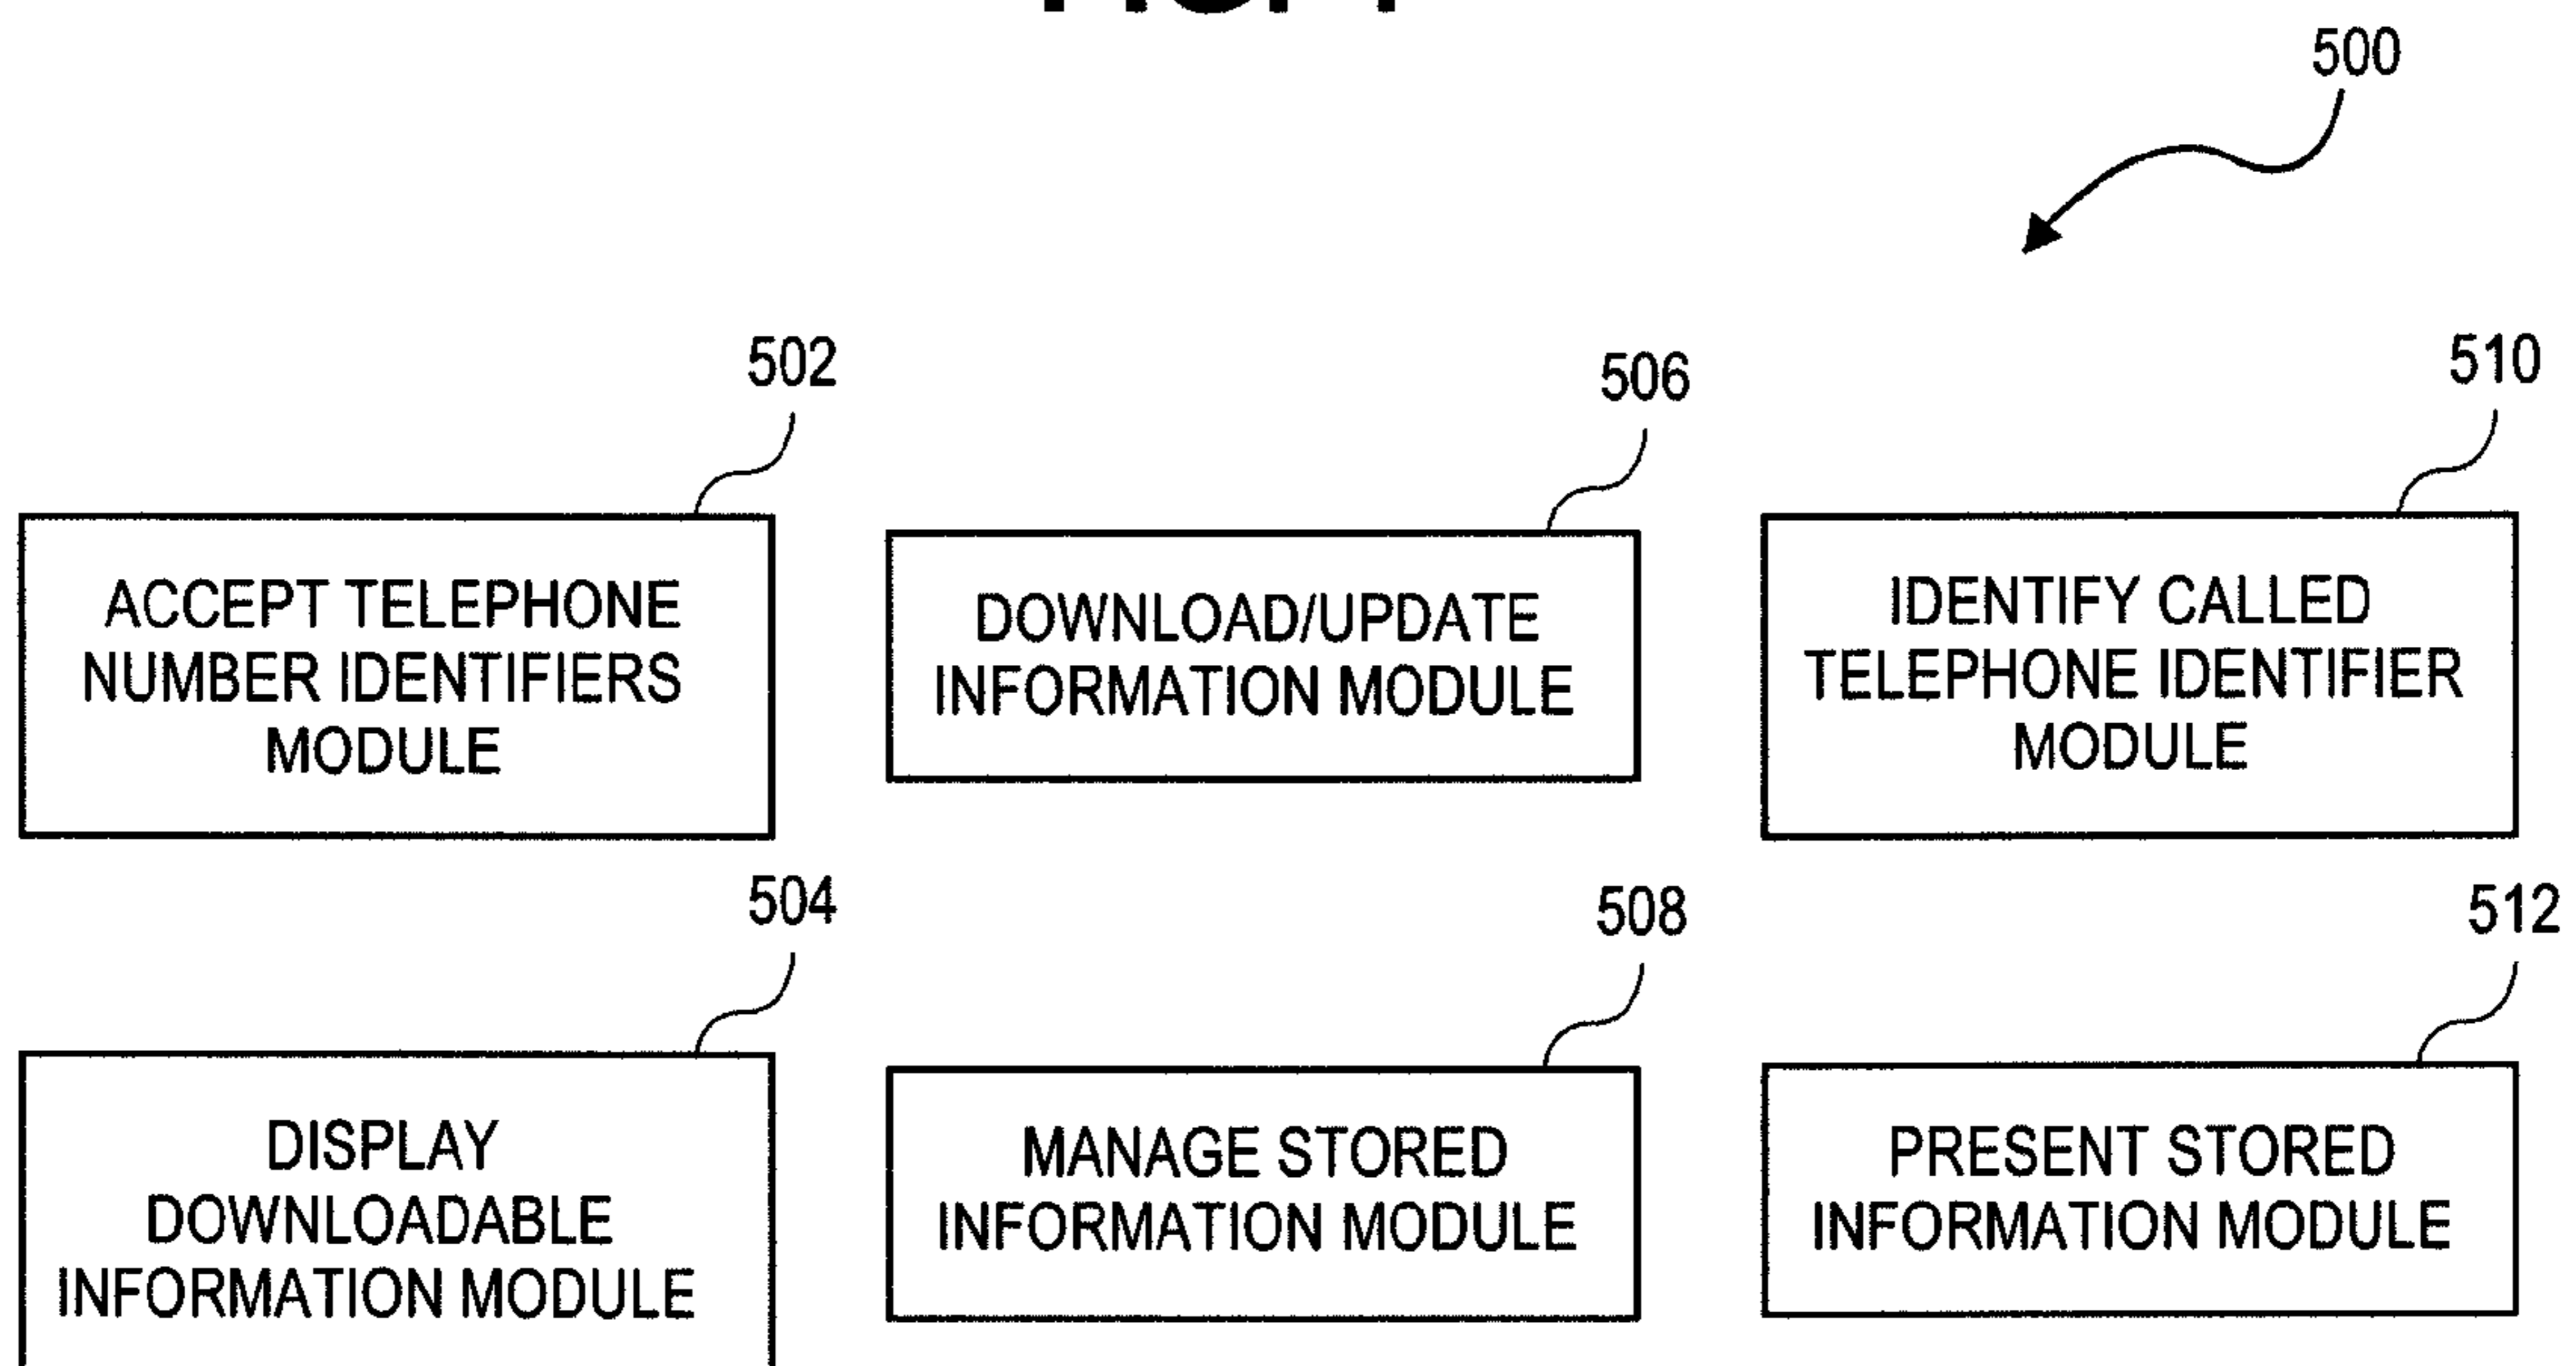 500
502
506
510
ACCEPT TELEPHONE
NUMBER IDENTIFIERS
MODULE
DOWNLOAD/UPDATE
INFORMATION MODULE
IDENTIFY CALLED
TELEPHONE IDENTIFIER
MODULE
504
508
512
DISPLAY
DOWNLOADABLE
INFORMATION MODULE
MANAGE STORED
INFORMATION MODULE
PRESENT STORED
INFORMATION MODULE